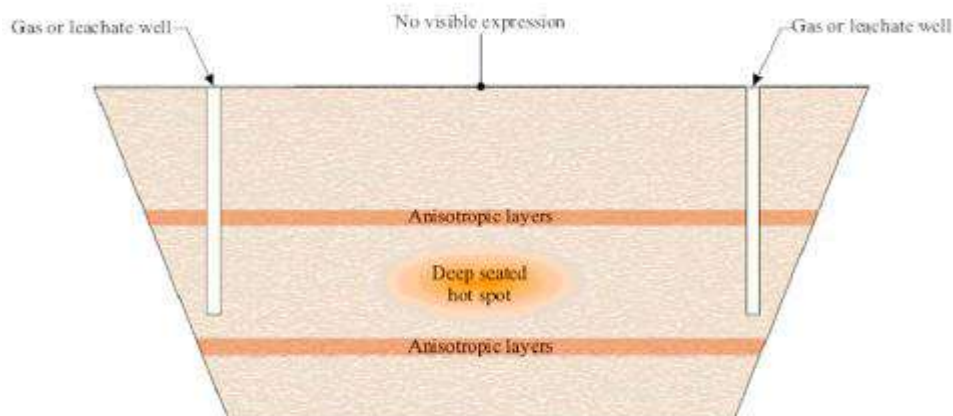 No visible expression
Gas or leachate well
Gas or leachate well
Anisotropic layers
Deep seated
hot spot
Anisotropic layers